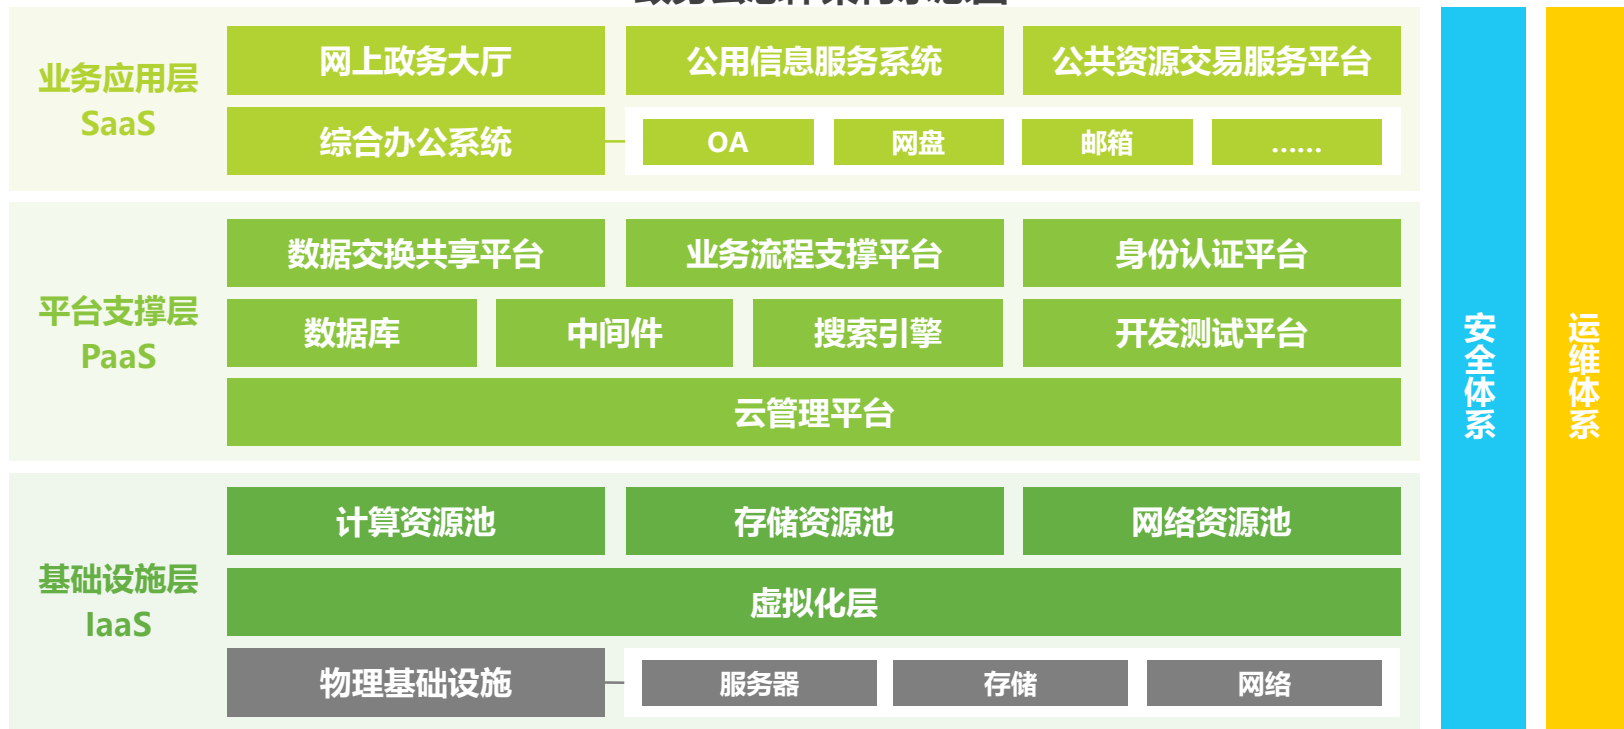 业务应用层
SaaS
网上政务大厅
公用信息服务系统
公共资源交易服务平台
综合办公系统
OA
网盘
邮箱
......
平台支撑层
PaaS
数据交换共享平台
业务流程支撑平台
身份认证平台
数据库
中间件
搜索引擎
开发测试平台
云管理平台
基础设施层
IaaS
计算资源池
存储资源池
网络资源池
虚拟化层
物理基础设施
服务器
存储
网络
安全体系
运维体系